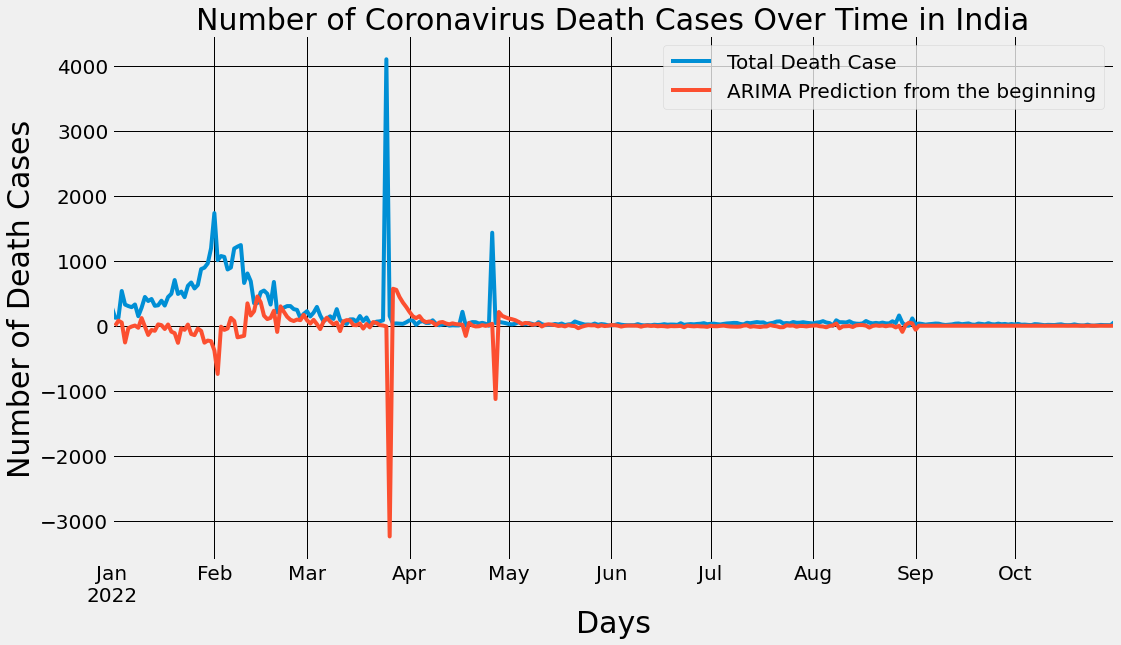 Number of Coronavirus Death Cases Over Time in India
Total Death Case
ARIMA Prediction from the beginning
Number of Death Cases
4000
3000
2000
1000
0
−1000
−2000
−3000
Jan Feb Mar Apr May Jun Jul Aug Sep Oct
2022
Days